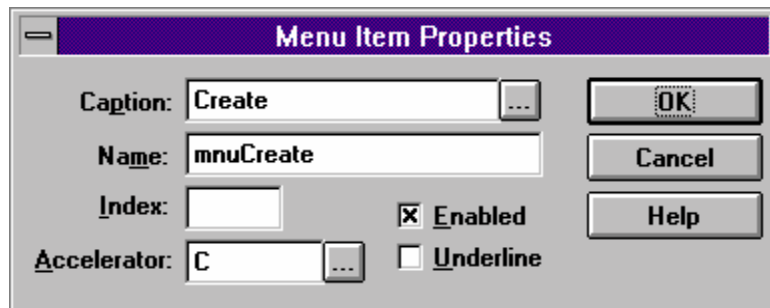 Menu Item Properties
Caption: Create ... OK
Name: mnuCreate Cancel
Index: Enabled Help
Accelerator: C ... Underline